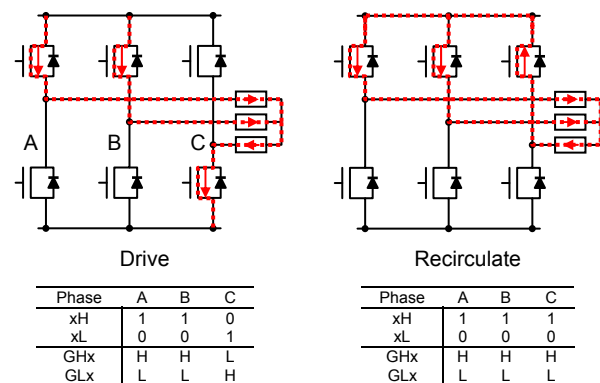 A B C
Drive
Recirculate
Phase A B C
xH 1 1 0
xL 0 0 1
GHx H H L
GLx L L H
Phase A B C
xH 1 1 1
xL 0 0 0
GHx H H H
GLx L L L